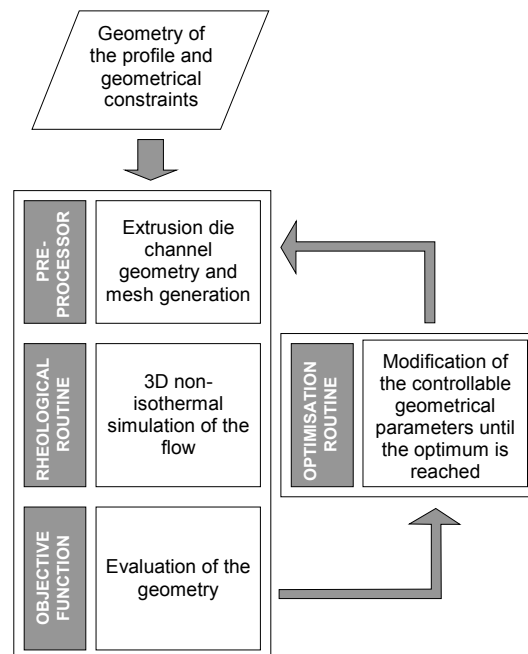 Geometry of
the profile and
geometrical
constraints
PRE-
PROCESSOR
Extrusion die
channel
geometry and
mesh generation
RHEOLOGICAL
ROUTINE
3D non-
isothermal
simulation of the
flow
OBJECTIVE
FUNCTION
Evaluation of the
geometry
OPTIMISATION
ROUTINE
Modification of
the controllable
geometrical
parameters until
the optimum is
reached